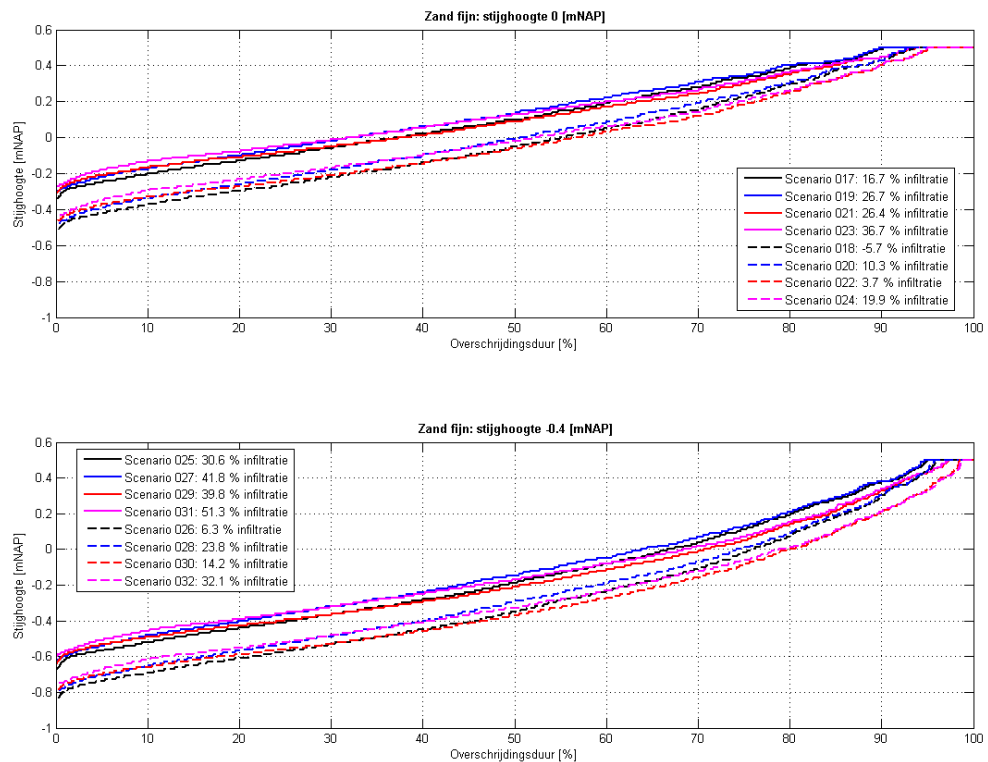 Zand fijn: stijghoogte 0 [mNAP]
0.6
0.4
0.2
0
-0.2
-0.4
-0.6
-0.8
-1
Stijghoogte [mNAP]
Scenario 017: 16.7 % infiltratie
Scenario 019: 26.7 % infiltratie
Scenario 021: 26.4 % infiltratie
Scenario 023: 36.7 % infiltratie
Scenario 018: -5.7 % infiltratie
Scenario 020: 10.3 % infiltratie
Scenario 022: 3.7 % infiltratie
Scenario 024: 19.9 % infiltratie
0 10 20 30 40 50 60 70 80 90 100
Overschrijdingsduur [%]
Zand fijn: stijghoogte -0.4 [mNAP]
0.6
0.4
0.2
0
-0.2
-0.4
-0.6
-0.8
-1
Stijghoogte [mNAP]
Scenario 025: 30.6 % infiltratie
Scenario 027: 41.8 % infiltratie
Scenario 029: 39.8 % infiltratie
Scenario 031: 51.3 % infiltratie
Scenario 026: 6.3 % infiltratie
Scenario 028: 23.8 % infiltratie
Scenario 030: 14.2 % infiltratie
Scenario 032: 32.1 % infiltratie
0 10 20 30 40 50 60 70 80 90 100
Overschrijdingsduur [%]